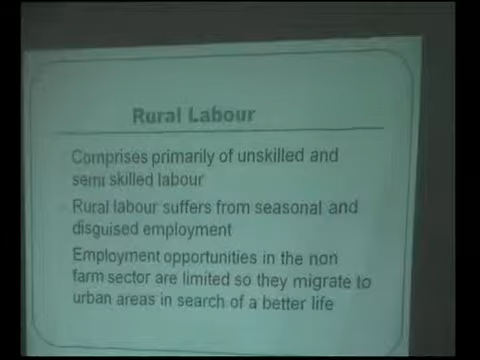 Rural Labour
Comprises primarily of unskilled and
semi skilled labour
Rural labour suffers from seasonal and
disguised employment
Employment opportunities in the non
farm sector are limited so they migrate to
urban areas in search of a better life